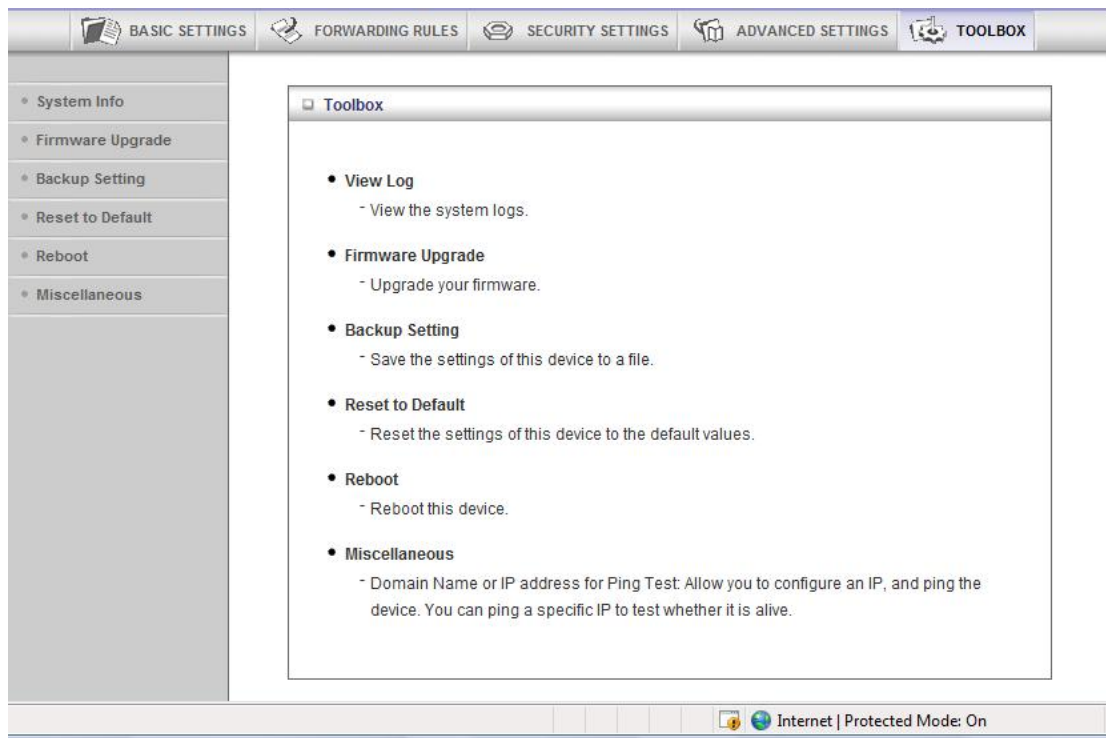 BASIC SETTINGS FORWARDING RULES SECURITY SETTINGS ADVANCED SETTINGS TOOLBOX
System Info
Firmware Upgrade
Backup Setting
Reset to Default
Reboot
Miscellaneous
Toolbox
View Log
- View the system logs.
Firmware Upgrade
- Upgrade your firmware.
Backup Setting
- Save the settings of this device to a file.
Reset to Default
- Reset the settings of this device to the default values.
Reboot
- Reboot this device.
Miscellaneous
- Domain Name or IP address for Ping Test: Allow you to configure an IP, and ping the
device. You can ping a specific IP to test whether it is alive.
Internet | Protected Mode: On